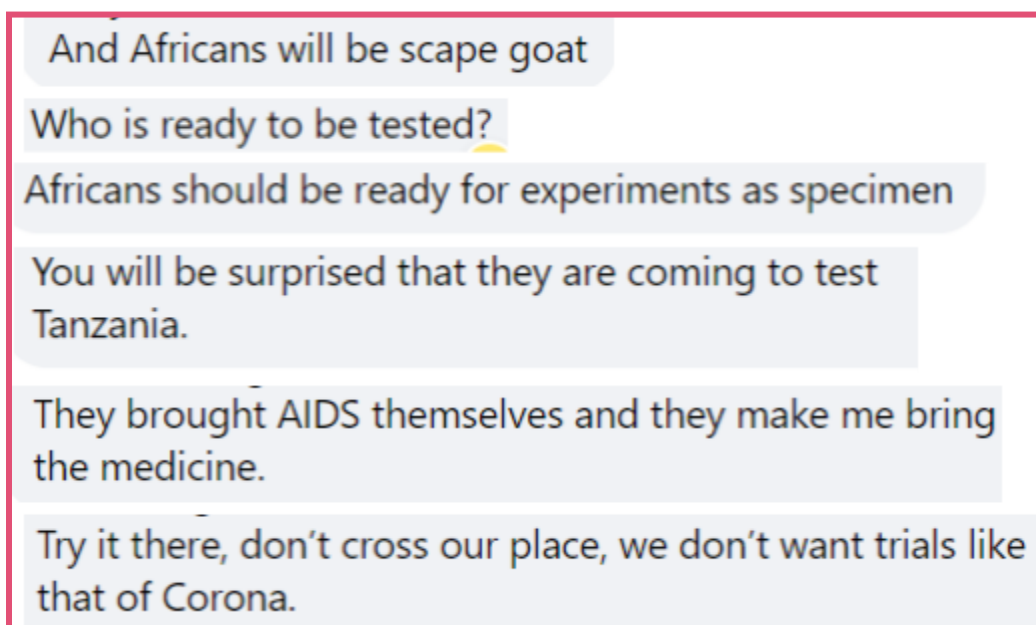 And Africans will be scape goat
Who is ready to be tested?
Africans should be ready for experiments as specimen
You will be surprised that they are coming to test
Tanzania.
They brought AIDS themselves and they make me bring
the medicine.
Try it there, don’t cross our place, we don’t want trials like
that of Corona.